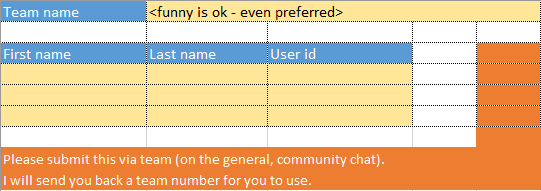 Team name <funny is ok - even preferred>
First name Last name User id
Please submit this via team (on the general, community chat).
I will send you back a team number for you to use.